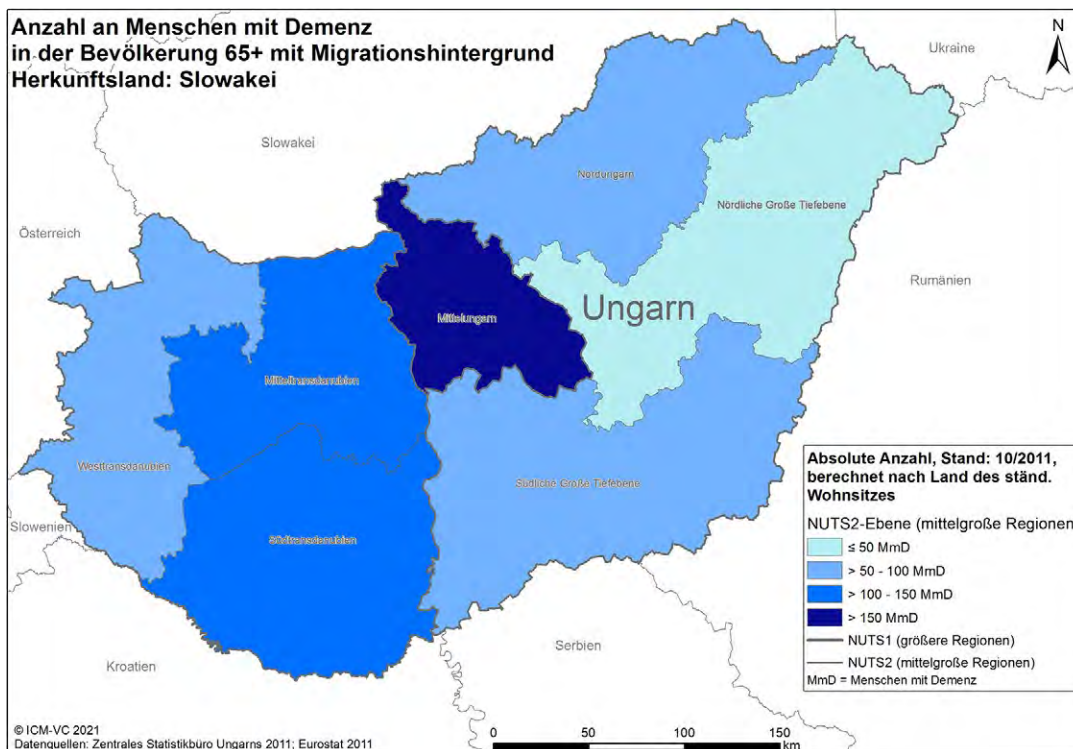 Anzahl an Menschen mit Demenz
in der Bevölkerung 65+ mit Migrationshintergrund
Herkunftsland: Slowakei
N
Ukraine
Slowakei
Nordungarn
Nördliche Große Tiefebene
Österreich
Rumänien
Ungarn
Mittelungarn
Mitteltransdanubien
Westtransdanubien
Südliche Große Tiefebene
Slowenien
Südtransdanubien
Kroatien
Serbien
Absolute Anzahl, Stand: 10/2011,
berechnet nach Land des ständ.
Wohnsitzes
NUTS2-Ebene (mittelgroße Regionen)
≤ 50 MmD
> 50 - 100 MmD
> 100 - 150 MmD
> 150 MmD
NUTS1 (größere Regionen)
NUTS2 (mittelgroße Regionen)
MmD = Menschen mit Demenz
© ICM-VC 2021
Datenquellen: Zentrales Statistikbüro Ungarns 2011; Eurostat 2011
0 50 100 150
km